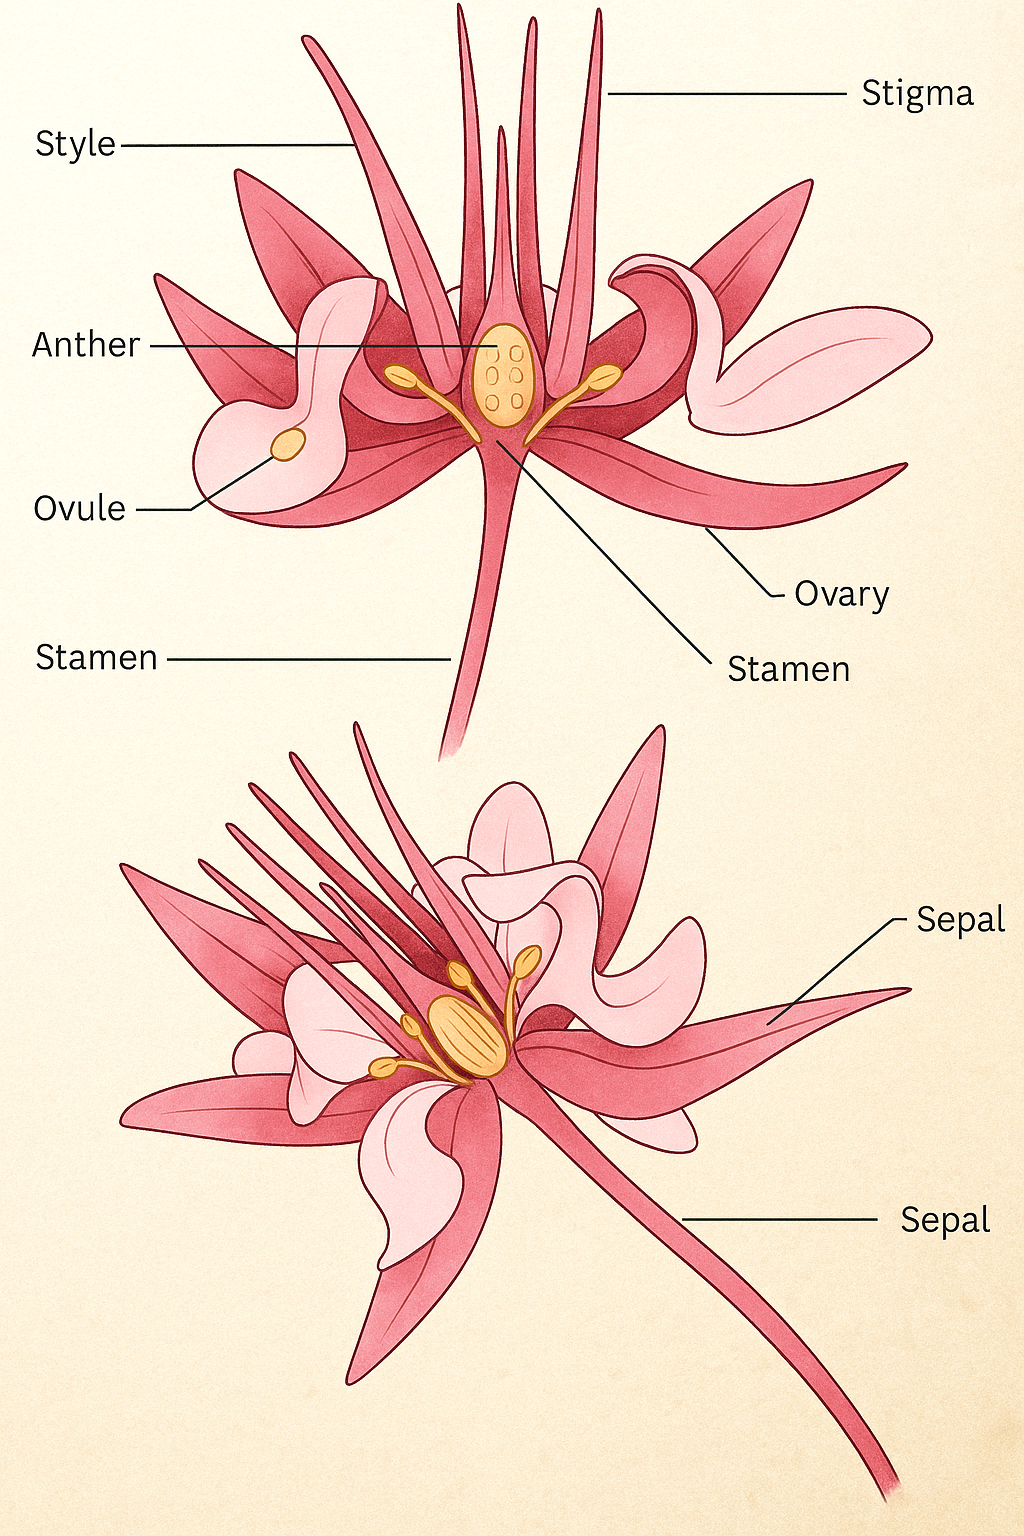 Stigma
Style
Anther
Ovule
Ovary
Stamen
Stamen
Sepal
Sepal